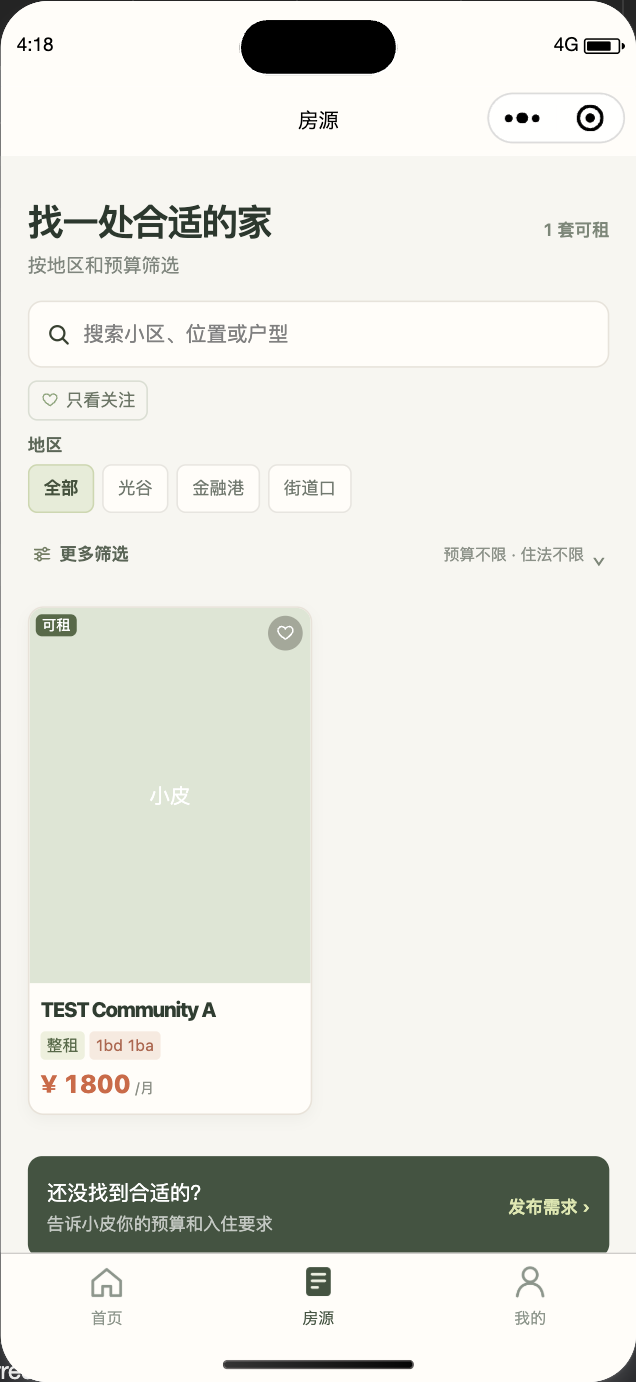 4:18
4G
房源
找一处合适的家
1 套可租
按地区和预算筛选
搜索小区、位置或户型
只看关注
地区
全部
光谷
金融港
街道口
更多筛选
预算不限 · 住法不限
可租
小皮
TEST Community A
整租
1bd 1ba
¥ 1800 /月
还没找到合适的?
告诉小皮你的预算和入住要求
发布需求 ›
首页
房源
我的